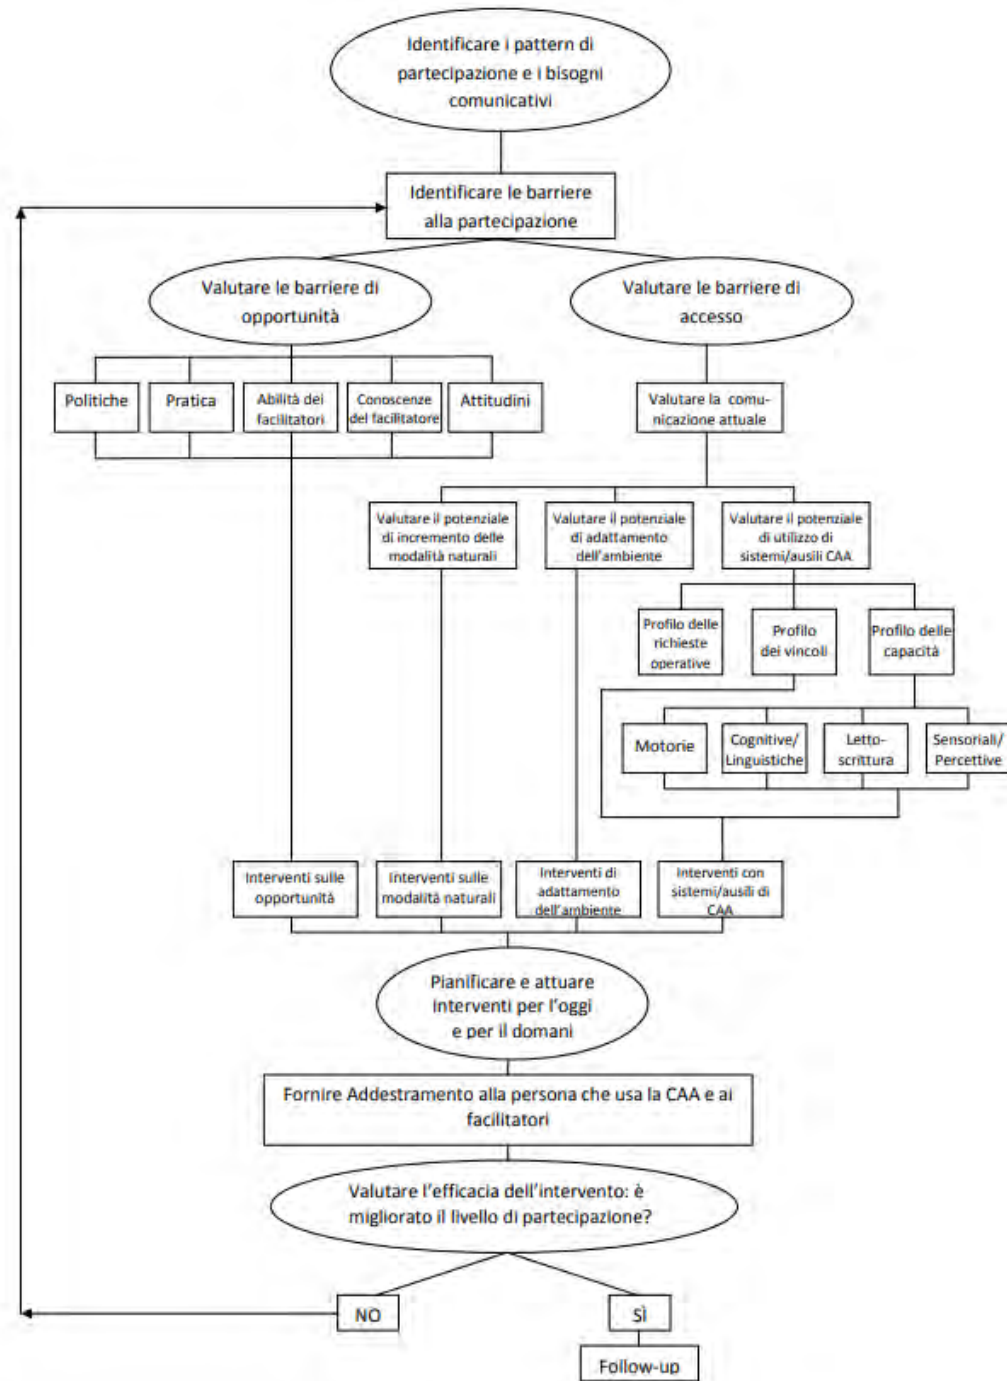 Identificare i pattern di
partecipazione e i bisogni
comunicativi
Identificare le barriere
alla partecipazione
Valutare le barriere di
opportunità
Valutare le barriere di
accesso
Politiche
Pratica
Abilità dei
facilitatori
Conoscenze
del facilitatore
Attitudini
Valutare la comu-
nicazione attuale
Valutare il potenziale
di incremento delle
modalità naturali
Valutare il potenziale
di adattamento
dell'ambiente
Valutare il potenziale
di utilizzo di
sistemi/ausili CAA
Profilo delle
richieste
operative
Profilo
dei vincoli
Profilo delle
capacità
Motorie
Cognitive/
Linguistiche
Letto-
scrittura
Sensoriali/
Percettive
Interventi sulle
opportunità
Interventi sulle
modalità naturali
Interventi di
adattamento
dell'ambiente
Interventi con
sistemi/ausili di
CAA
Pianificare e attuare
interventi per l'oggi
e per il domani
Fornire Addestramento alla persona che usa la CAA e ai
facilitatori
Valutare l'efficacia dell'intervento: è
migliorato il livello di partecipazione?
NO
SÌ
Follow-up